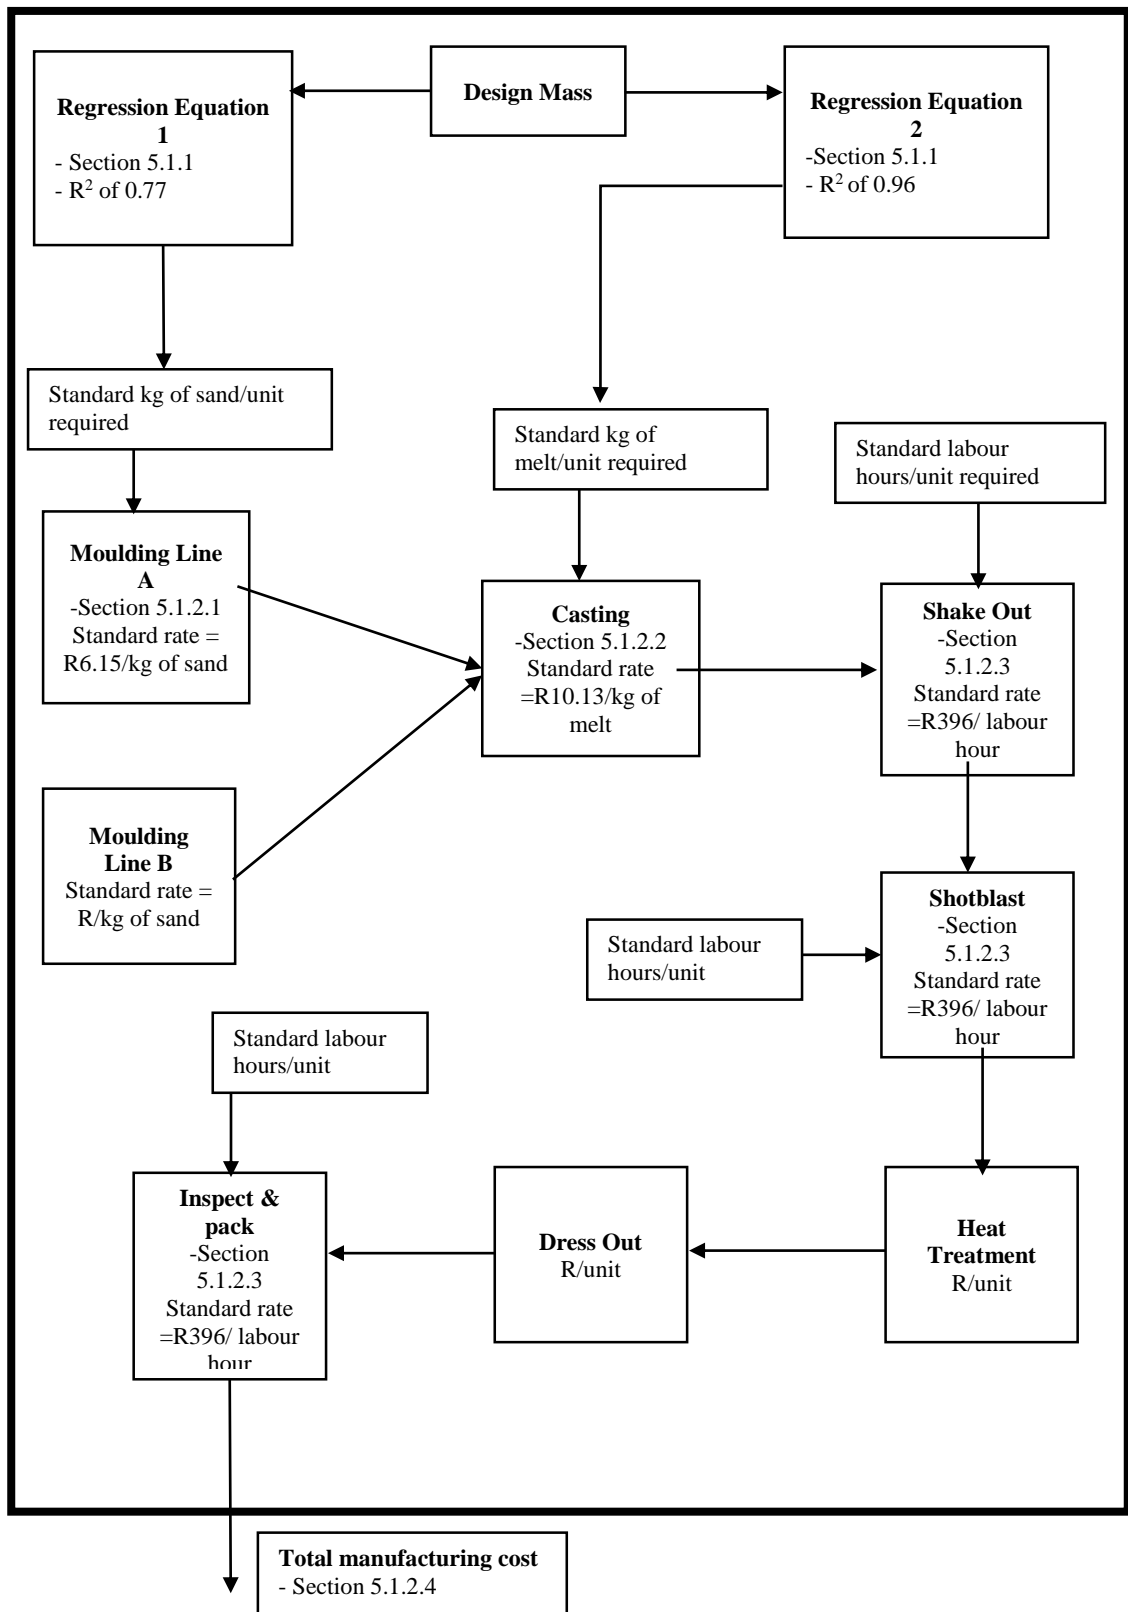 Design Mass
Regression Equation
1
- Section 5.1.1
- R² of 0.77
Regression Equation
2
-Section 5.1.1
- R² of 0.96
Standard kg of sand/unit
required
Standard kg of
melt/unit required
Standard labour
hours/unit required
Moulding Line
A
-Section 5.1.2.1
Standard rate =
R6.15/kg of sand
Casting
-Section 5.1.2.2
Standard rate
=R10.13/kg of
melt
Shake Out
-Section
5.1.2.3
Standard rate
=R396/ labour
hour
Moulding
Line B
Standard rate =
R/kg of sand
Standard labour
hours/unit
Shotblast
-Section
5.1.2.3
Standard rate
=R396/ labour
hour
Standard labour
hours/unit
Inspect &
pack
-Section
5.1.2.3
Standard rate
=R396/ labour
hour
Dress Out
R/unit
Heat
Treatment
R/unit
Total manufacturing cost
- Section 5.1.2.4